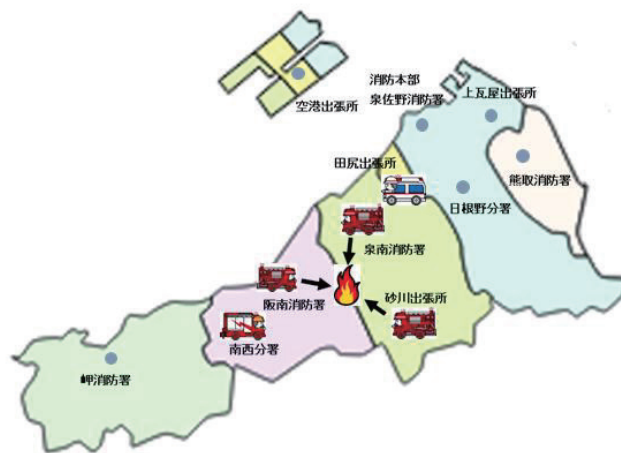 消防本部
泉佐野消防署
上瓦屋出張所
空港出張所
田尻出張所
熊取消防署
日根野分署
泉南消防署
阪南消防署
砂川出張所
南西分署
岬消防署